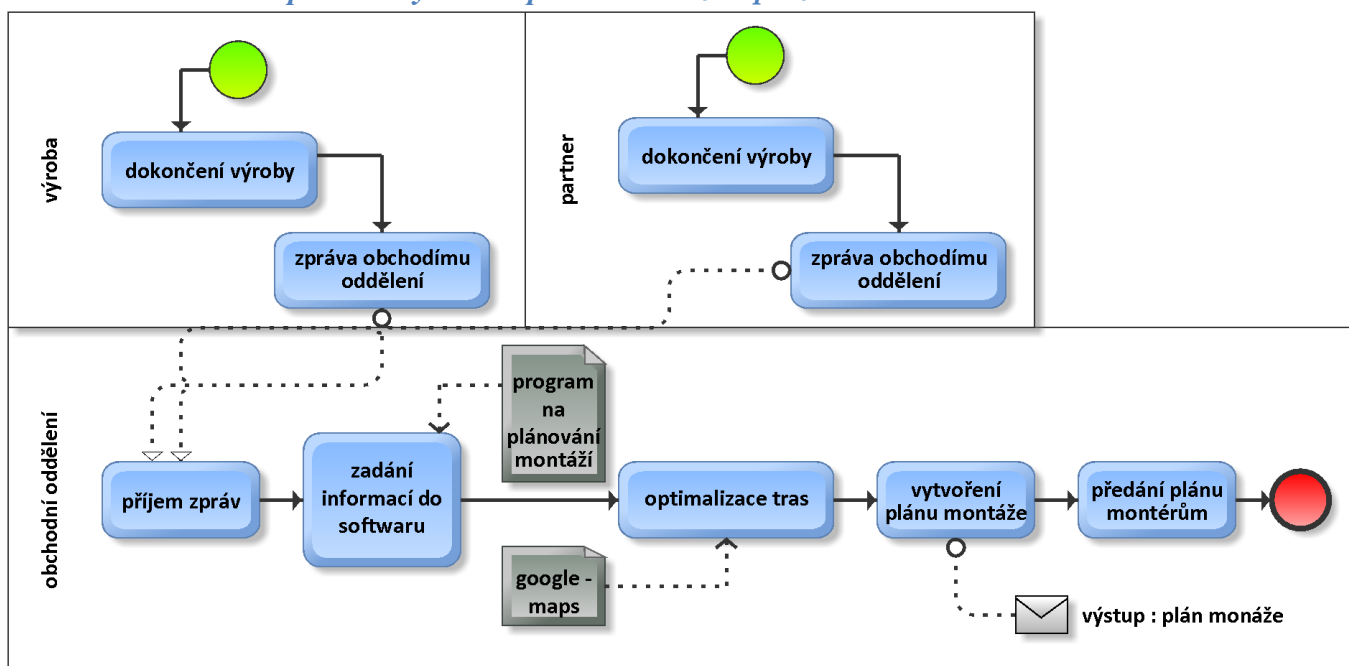 výroba
dokončení výroby
zpráva obchodímu
oddělení
partner
dokončení výroby
zpráva obchodímu
oddělení
obchodní oddělení
příjem zpráv
zadání
informací do
softwaru
program
na
plánování
montáží
google -
maps
optimalizace tras
vytvoření
plánu montáže
předání plánu
montérům
výstup : plán monáže